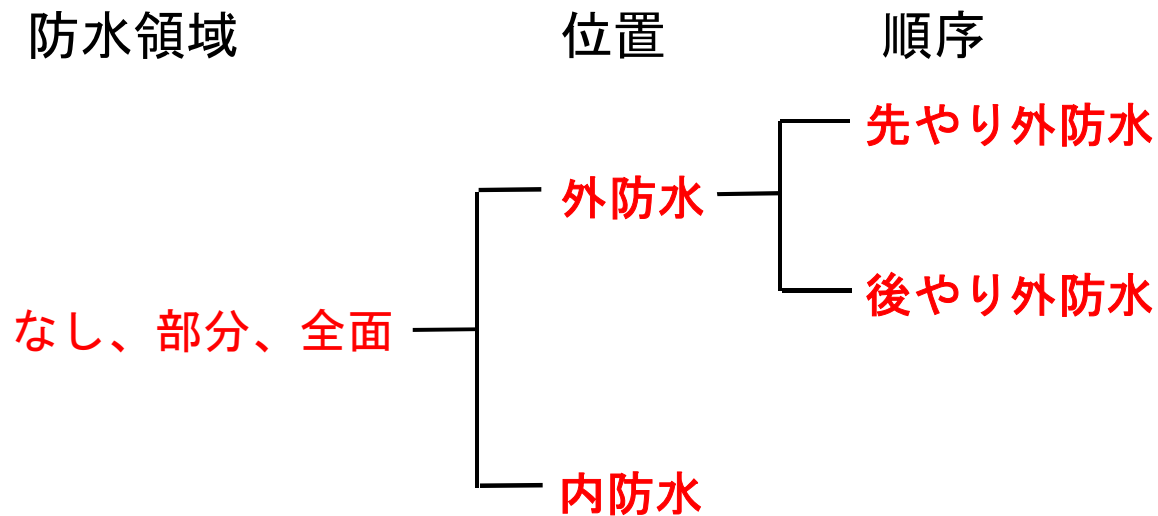 防水領域 位置 順序
先やり外防水
外防水
後やり外防水
なし、部分、全面
内防水